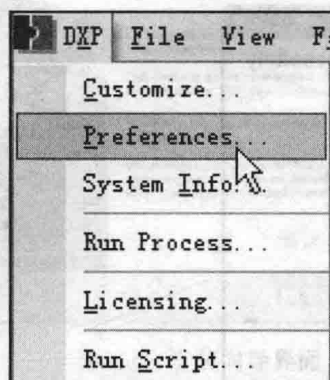 DXP File View F
Customize...
Preferences...
System Info...
Run Process...
Licensing...
Run Script...